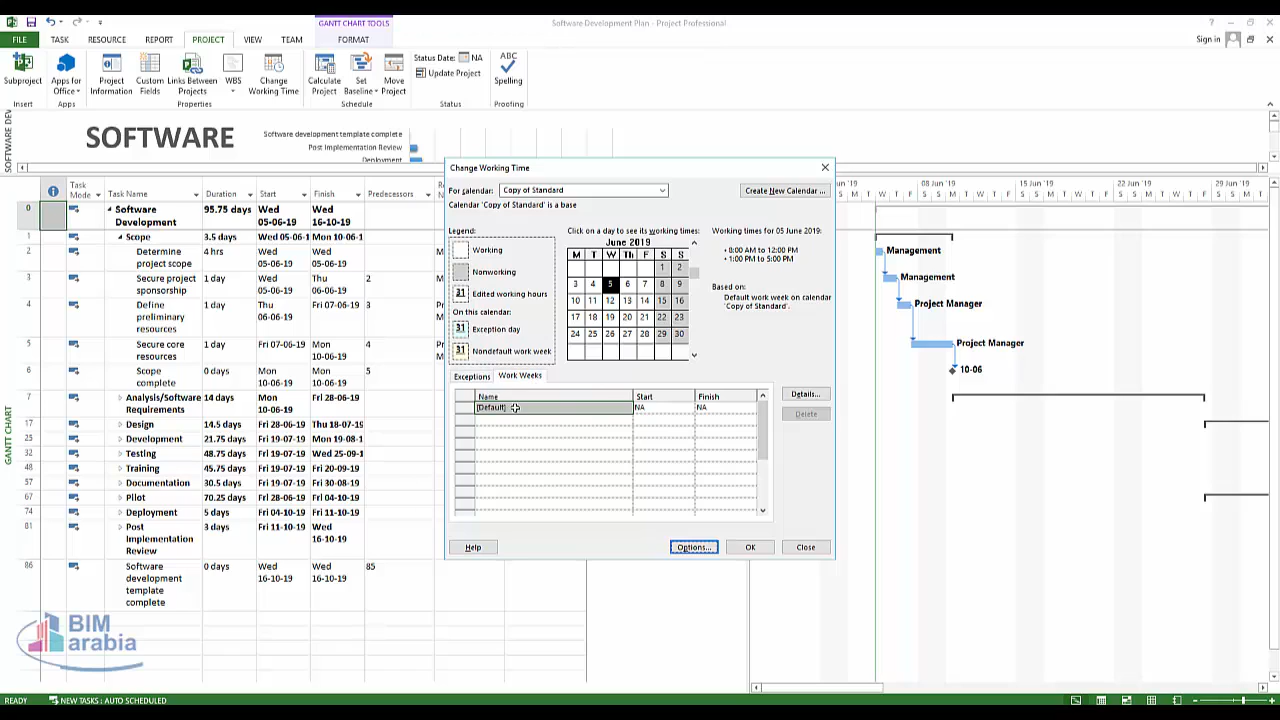 GANTT CHART TOOLS
Software Development Plan - Project Professional
FILE TASK RESOURCE REPORT PROJECT VIEW TEAM FORMAT
Sign in
Subproject
Apps for Office
Project Information
Custom Fields
Links Between Projects
WBS
Change Working Time
Calculate Project
Set Baseline
Move Project
Status Date: NA
Update Project
ABC
Spelling
Insert Apps Properties Schedule Status Proofing
SOFTWARE DEV
SOFTWARE
Software development template complete
Post Implementation Review
Deployment
Task Mode Task Name Duration Start Finish Predecessors
0 Software Development 95.75 days Wed 05-06-19 Wed 16-10-19
1 Scope 3.5 days Wed 05-06-1 Mon 10-06-1
2 Determine project scope 4 hrs Wed 05-06-19 Wed 05-06-19
3 Secure project sponsorship 1 day Wed 05-06-19 Thu 06-06-19 2
4 Define preliminary resources 1 day Thu 06-06-19 Fri 07-06-19 3
5 Secure core resources 1 day Fri 07-06-19 Mon 10-06-19 4
6 Scope complete 0 days Mon 10-06-19 Mon 10-06-19 5
7 Analysis/Software Requirements 14 days Mon 10-06-19 Fri 28-06-19
17 Design 14.5 days Fri 28-06-19 Thu 18-07-19
23 Development 21.75 days Fri 19-07-19 Mon 19-08-1
32 Testing 48.75 days Fri 19-07-19 Wed 25-09-1
48 Training 45.75 days Fri 19-07-19 Fri 20-09-19
57 Documentation 30.5 days Fri 19-07-19 Fri 30-08-19
67 Pilot 70.25 days Fri 28-06-19 Fri 04-10-19
74 Deployment 5 days Fri 04-10-19 Fri 11-10-19
81 Post Implementation Review 3 days Fri 11-10-19 Wed 16-10-19
86 Software development template complete 0 days Wed 16-10-19 Wed 16-10-19 85
GANTT CHART
Change Working Time
For calendar: Copy of Standard
Create New Calendar ...
Calendar 'Copy of Standard' is a base
Legend:
Working
Nonworking
31 Edited working hours
On this calendar:
31 Exception day
31 Nondefault work week
Click on a day to see its working times:
June 2019
M T W Th F S S
1 2
3 4 5 6 7 8 9
10 11 12 13 14 15 16
17 18 19 20 21 22 23
24 25 26 27 28 29 30
Working times for 05 June 2019:
• 8:00 AM to 12:00 PM
• 1:00 PM to 5:00 PM
Based on:
Default work week on calendar
'Copy of Standard'.
Exceptions Work Weeks
Name Start Finish
[Default] NA NA
Details...
Delete
Help Options... OK Close
Jun '19 08 Jun '19 15 Jun '19 22 Jun '19 29 Jun '19
S W S T M F T S W S T M
Management
Management
Project Manager
Project Manager
10-06
BIM
arabia
READY NEW TASKS : AUTO SCHEDULED